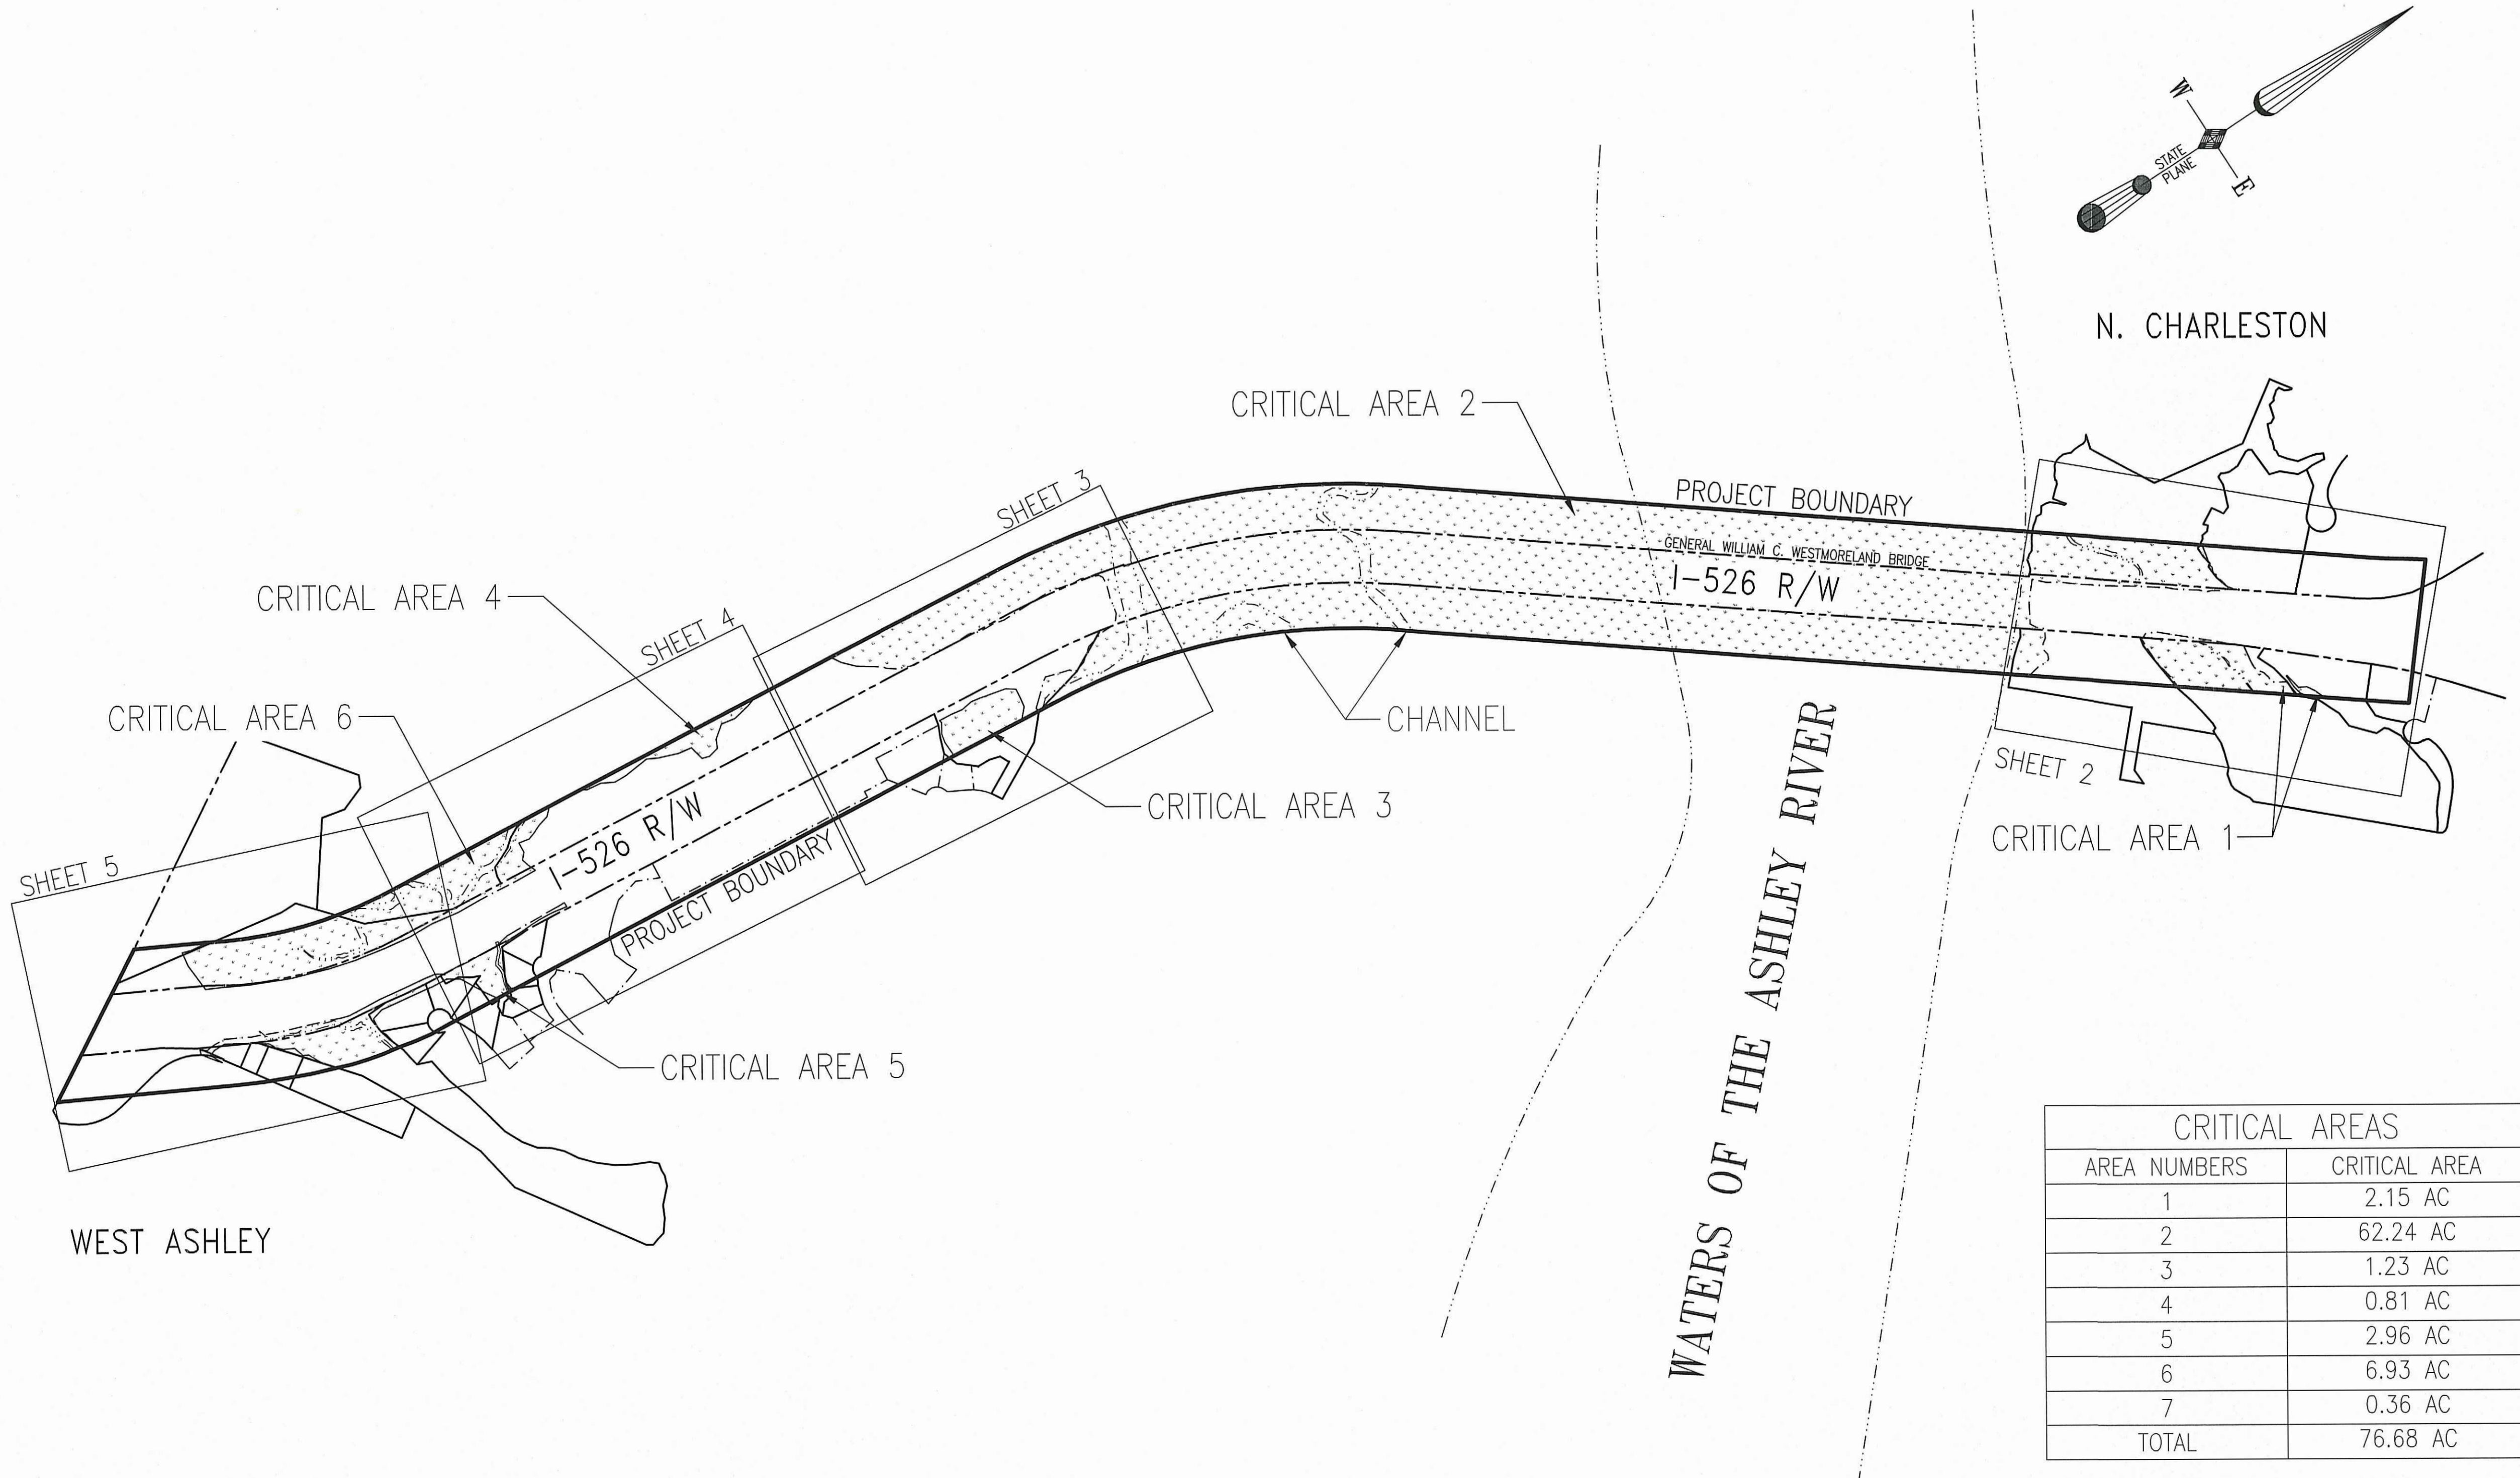 W
STATE
PLANE
E
N. CHARLESTON
CRITICAL AREA 2
SHEET 3
PROJECT BOUNDARY
GENERAL WILLIAM C. WESTMORELAND BRIDGE
I-526 R/W
CRITICAL AREA 4
SHEET 4
CRITICAL AREA 6
CHANNEL
SHEET 2
CRITICAL AREA 3
CRITICAL AREA 1
I-526 R/W
SHEET 5
PROJECT BOUNDARY
WATERS OF THE ASHLEY RIVER
CRITICAL AREA 5
WEST ASHLEY
CRITICAL AREAS
AREA NUMBERS CRITICAL AREA
1 2.15 AC
2 62.24 AC
3 1.23 AC
4 0.81 AC
5 2.96 AC
6 6.93 AC
7 0.36 AC
TOTAL 76.68 AC